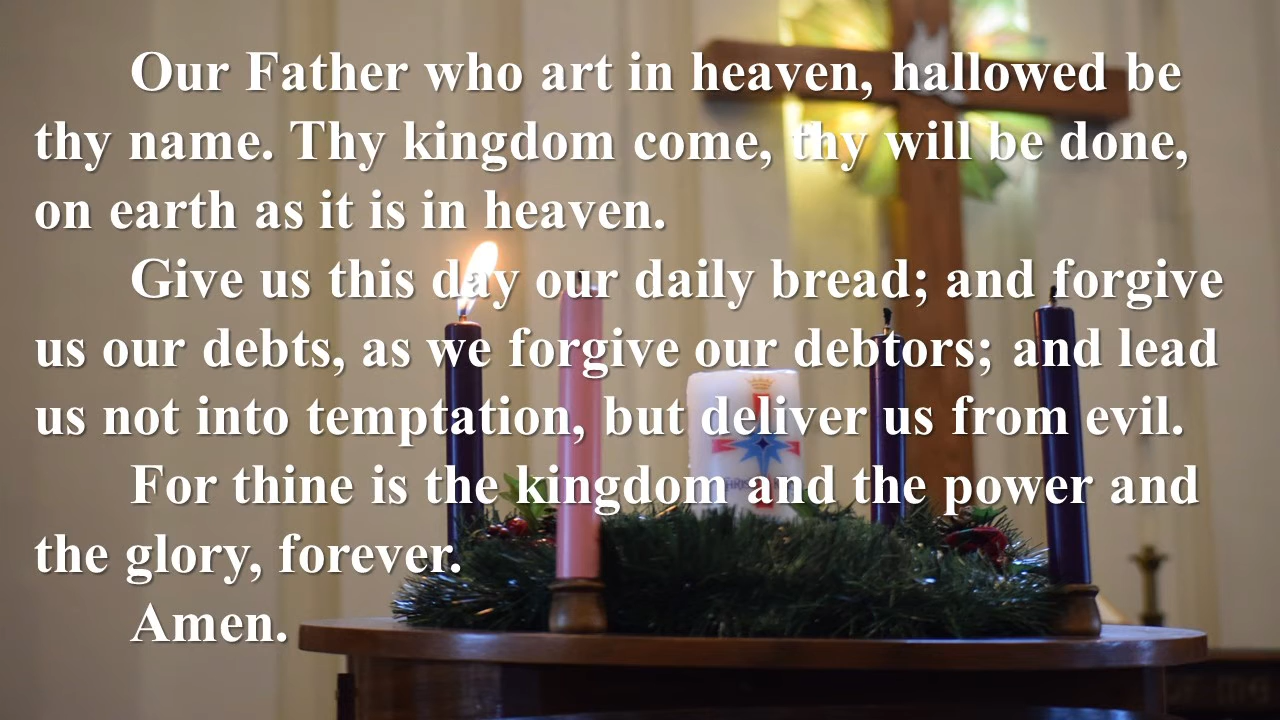 Our Father who art in heaven, hallowed be
thy name. Thy kingdom come, thy will be done,
on earth as it is in heaven.
Give us this day our daily bread; and forgive
us our debts, as we forgive our debtors; and lead
us not into temptation, but deliver us from evil.
For thine is the kingdom and the power and
the glory, forever.
Amen.